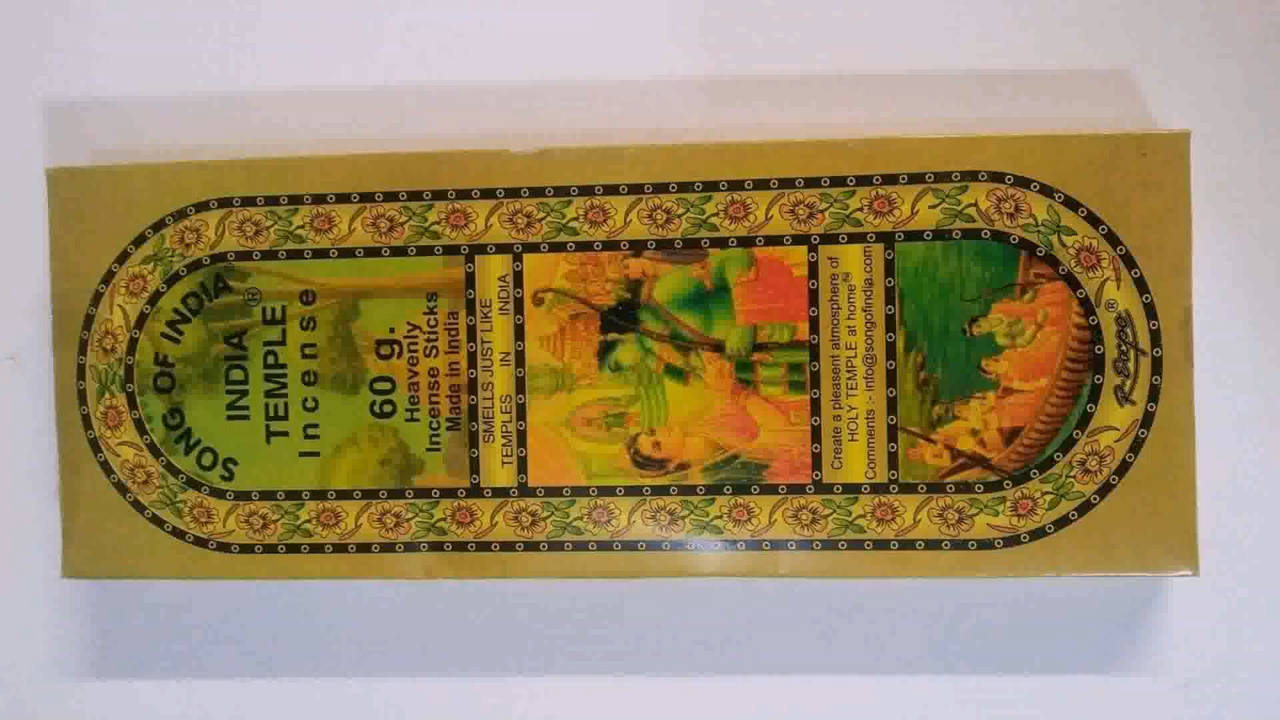 SONG OF INDIA
INDIA ®
TEMPLE
Incense
60 g.
Heavenly
Incense Sticks
Made in India
SMELLS JUST LIKE
TEMPLES IN INDIA
Create a pleasent atmosphere of
HOLY TEMPLE at home
Comments :- info@songofindia.com
R-Expo ®